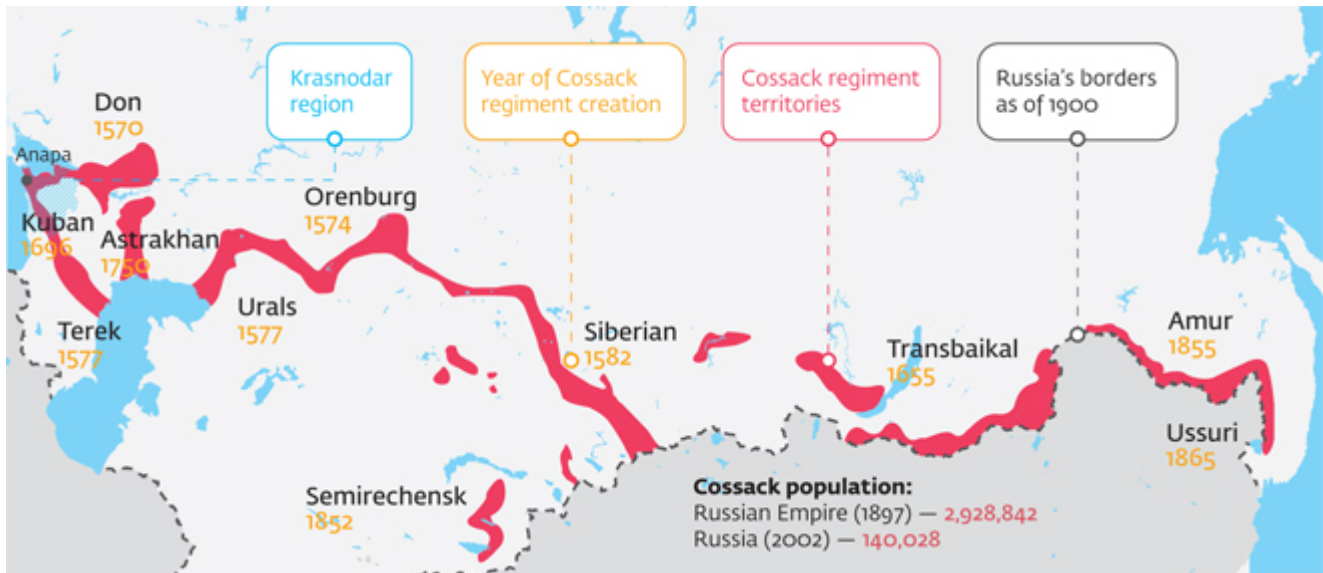 Krasnodar
region
Year of Cossack
regiment creation
Cossack regiment
territories
Russia's borders
as of 1900
Don
1570
Anapa
Kuban
1696
Astrakhan
1750
Orenburg
1574
Terek
1577
Urals
1577
Siberian
1582
Transbaikal
1655
Amur
1855
Ussuri
1865
Semirechensk
1852
Cossack population:
Russian Empire (1897) — 2,928,842
Russia (2002) — 140,028